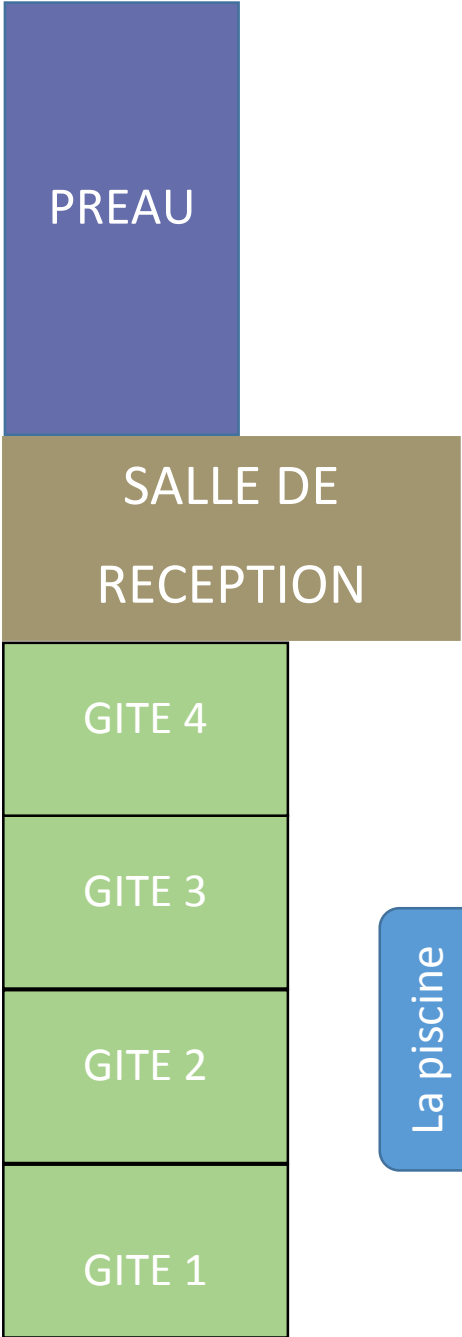 PREAU
SALLE DE
RECEPTION
GITE 4
GITE 3
La piscine
GITE 2
GITE 1